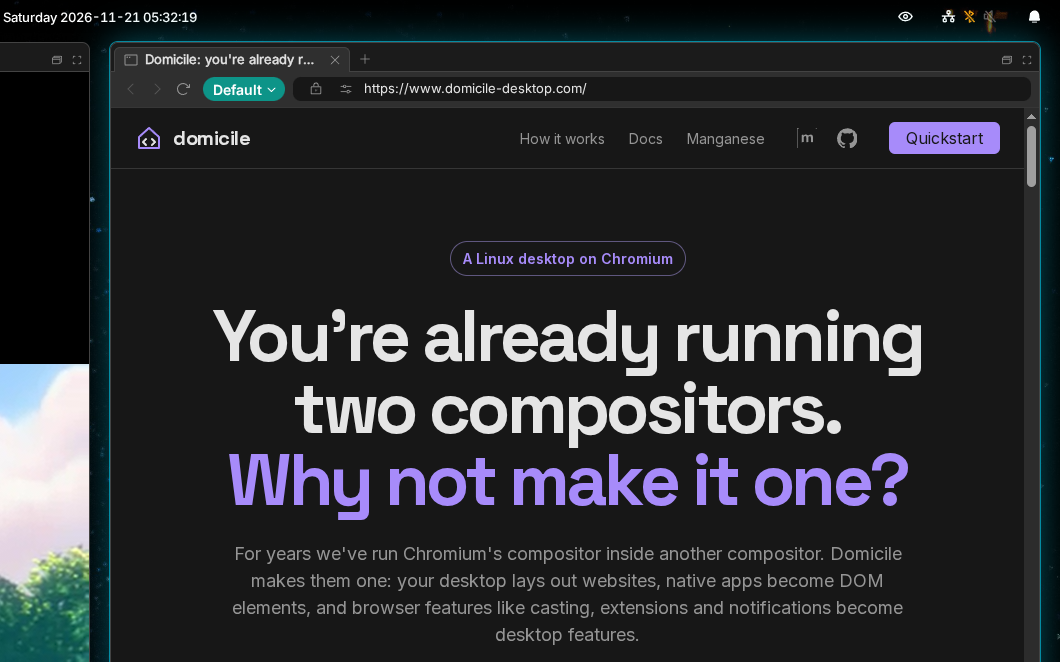 Saturday 2026-11-21 05:32:19
Domicile: you're already r...
Default
https://www.domicile-desktop.com/
domicile
How it works
Docs
Manganese
m
Quickstart
A Linux desktop on Chromium
You're already running
two compositors.
Why not make it one?
For years we've run Chromium's compositor inside another compositor. Domicile
makes them one: your desktop lays out websites, native apps become DOM
elements, and browser features like casting, extensions and notifications become
desktop features.